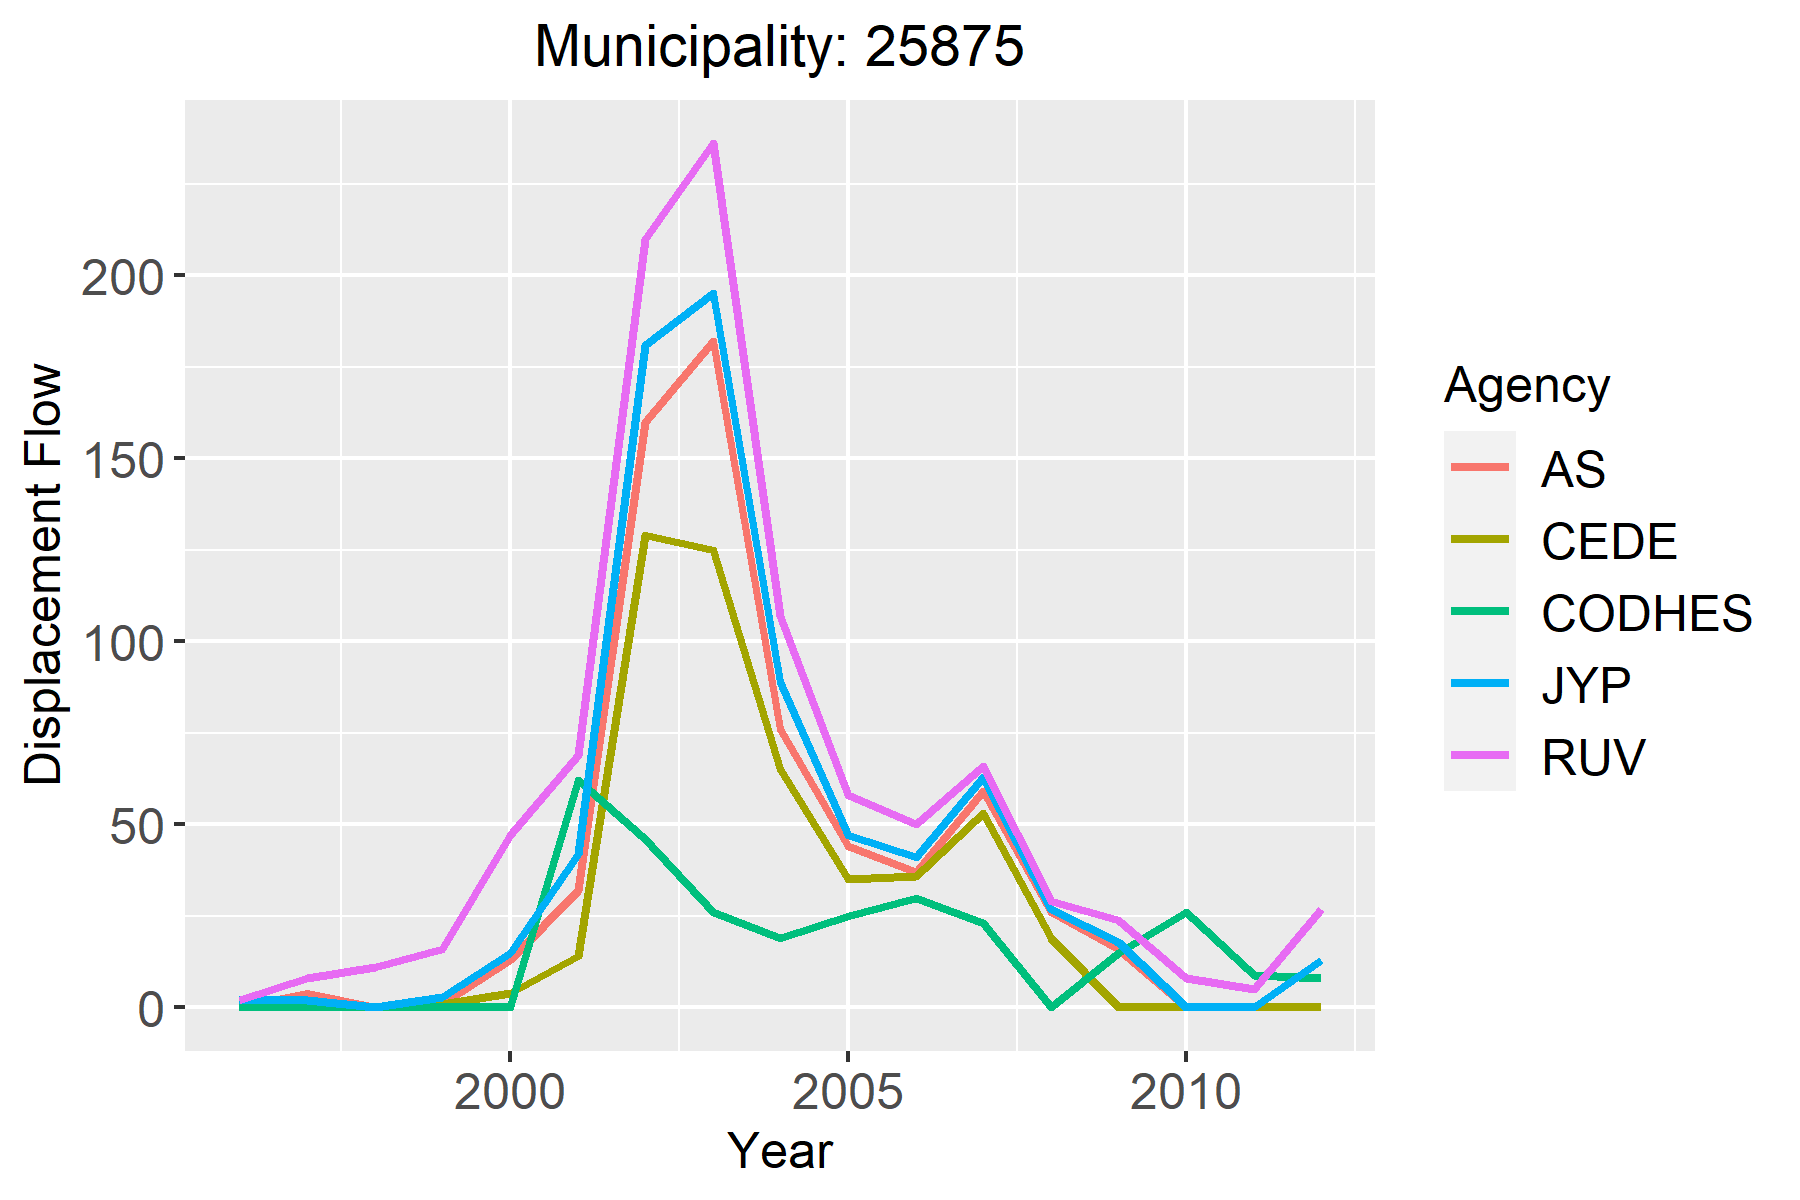 Municipality: 25875
Displacement Flow
200
150
100
50
0
2000 2005 2010
Year
Agency
AS
CEDE
CODHES
JYP
RUV